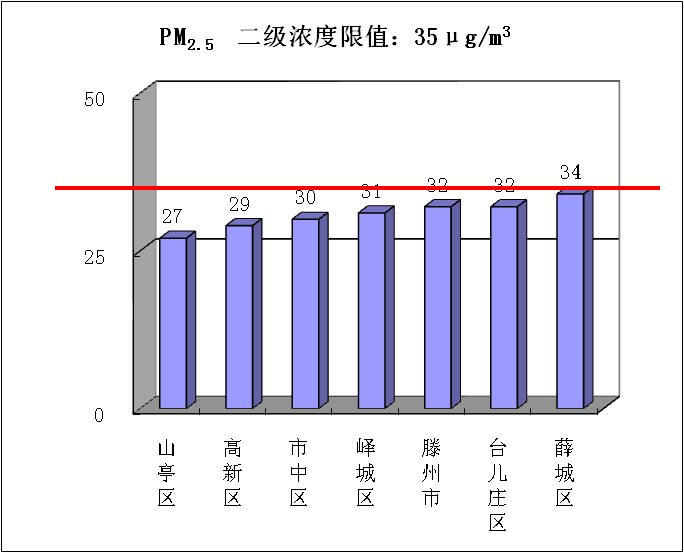 PM2.5 二级浓度限值：35μg/m³
50
25
0
27
29
30
31
32
32
34
山亭区
高新区
市中区
峄城区
滕州市
台儿庄区
薛城区